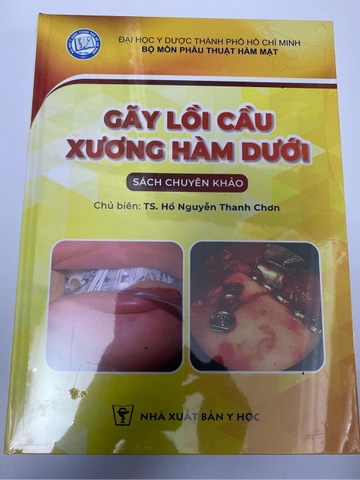 ĐẠI HỌC Y DƯỢC THÀNH PHỐ HỒ CHÍ MINH
BỘ MÔN PHẪU THUẬT HÀM MẶT
GÃY LỒI CẦU
XƯƠNG HÀM DƯỚI
SÁCH CHUYÊN KHẢO
Chủ biên: TS. Hồ Nguyễn Thanh Chơn
NHÀ XUẤT BẢN Y HỌC